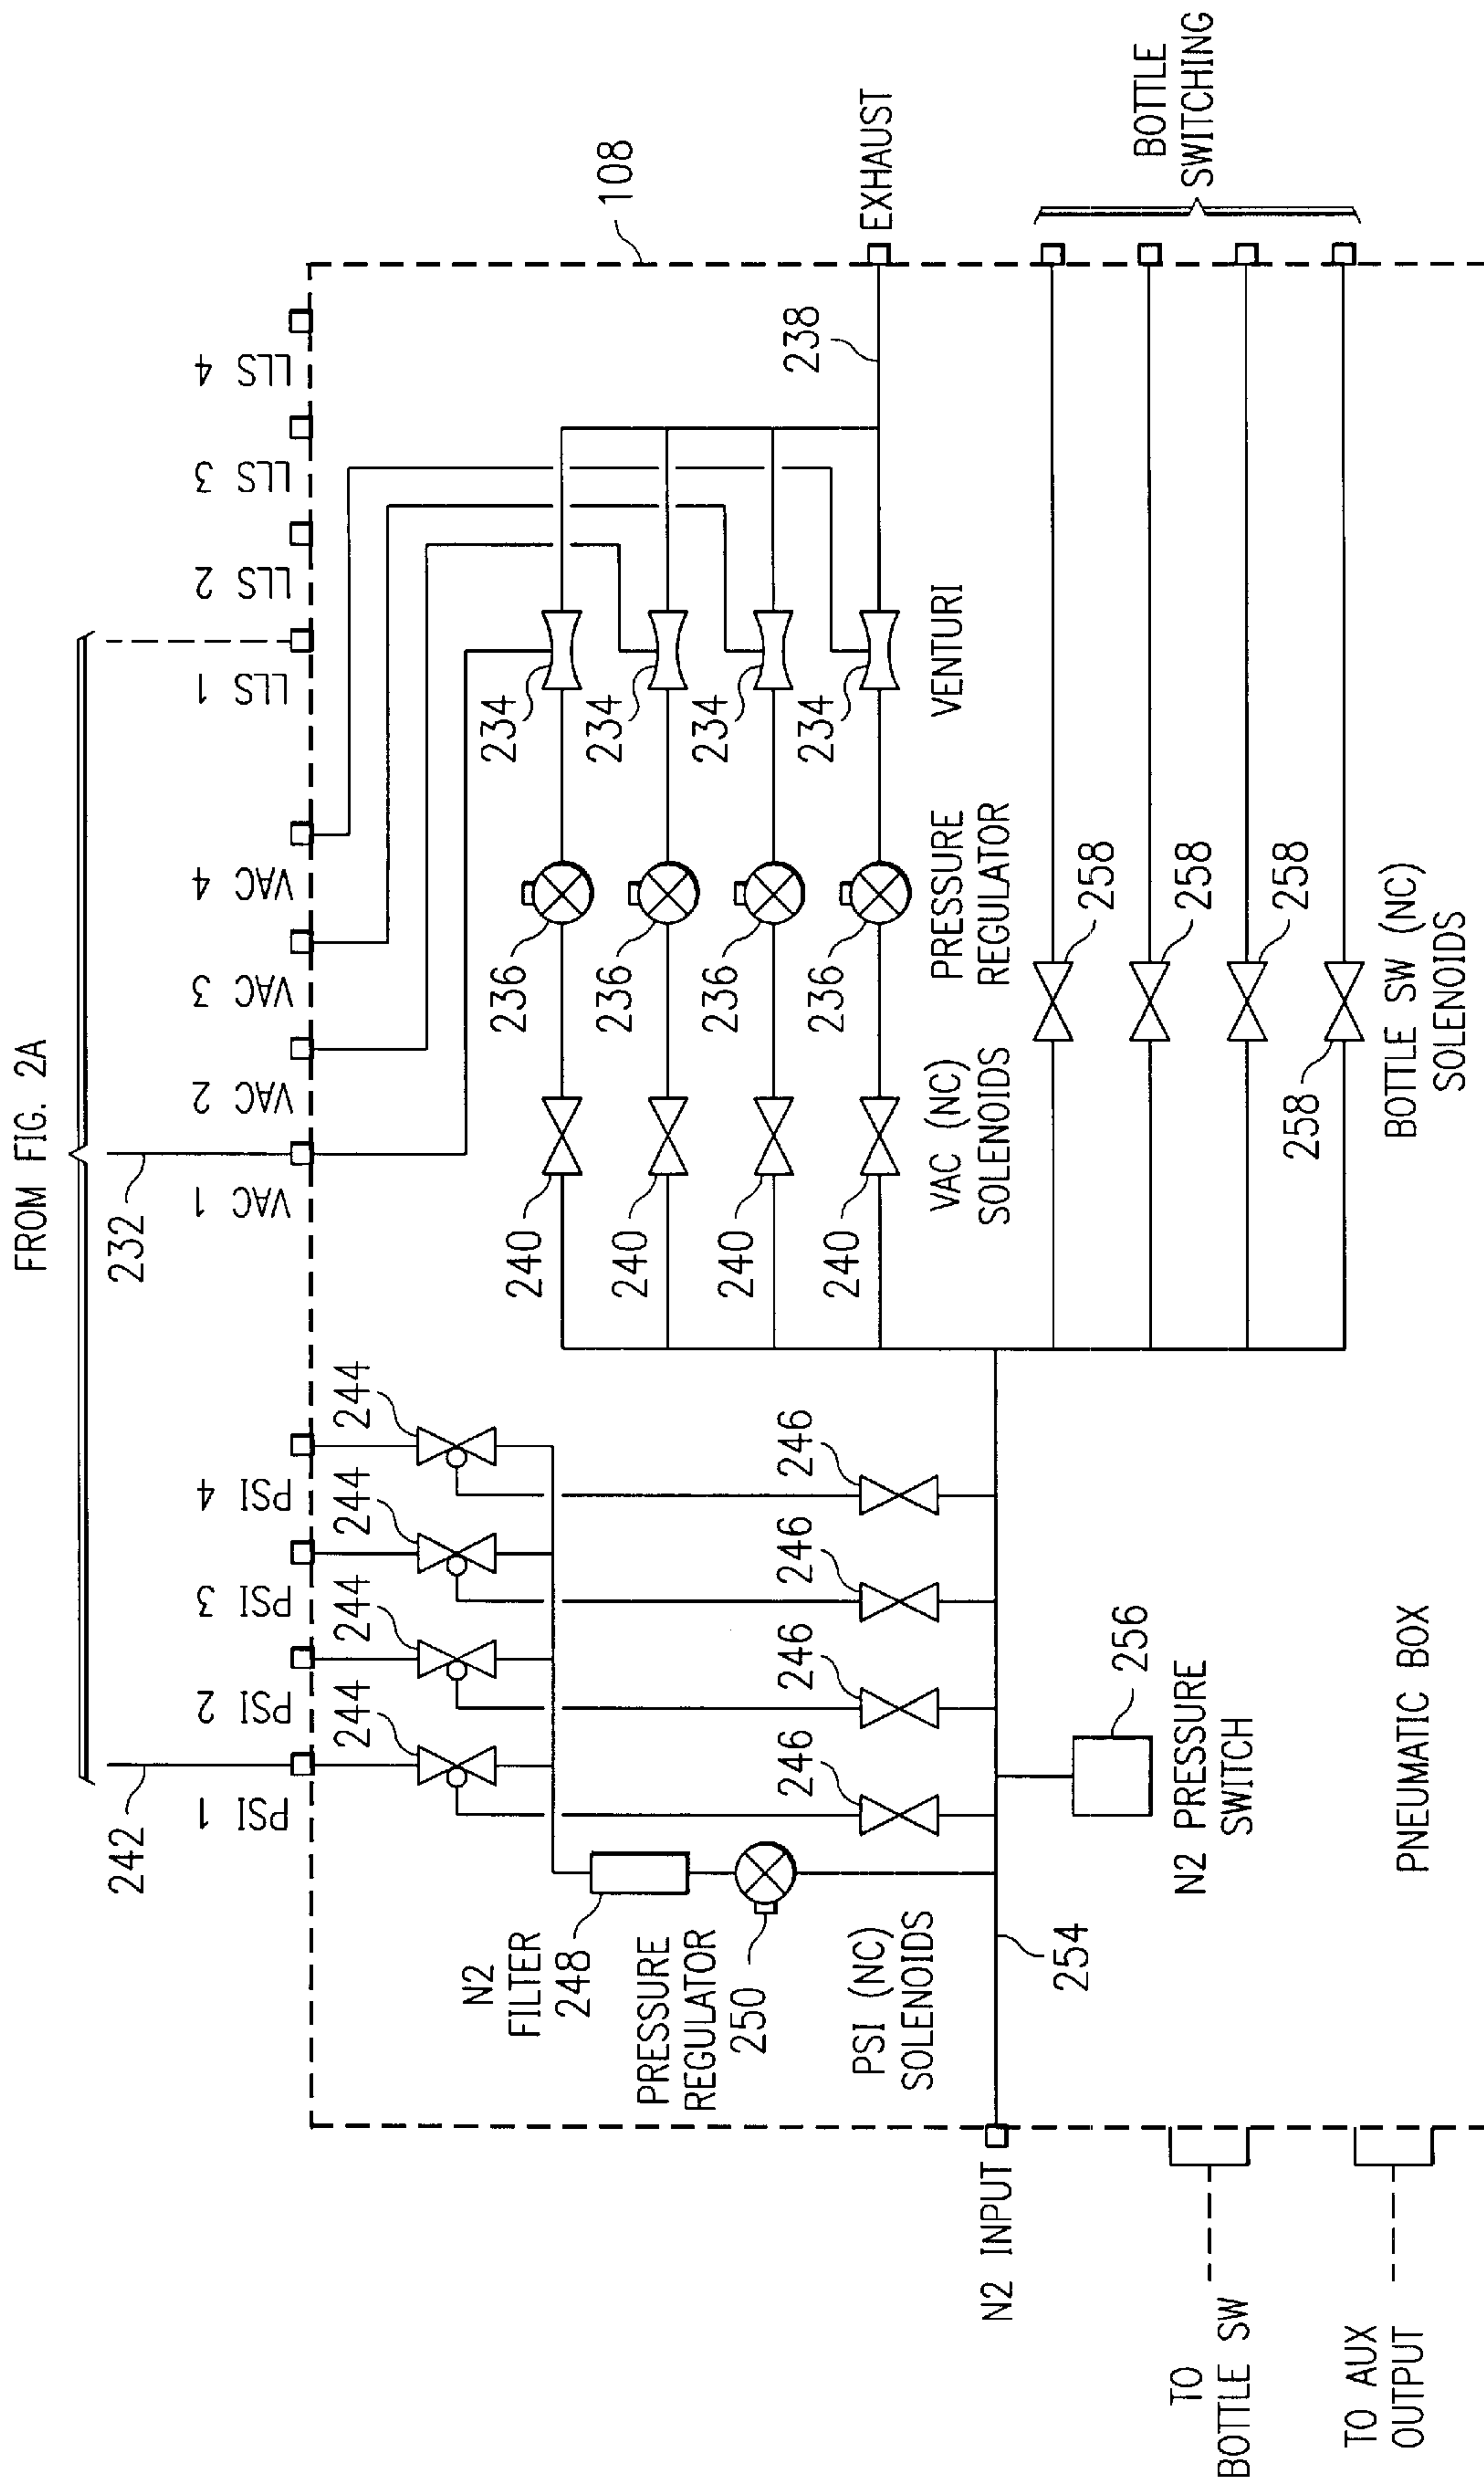 FROM FIG. 2A
242
232
PSI 1
PSI 2
PSI 3
PSI 4
VAC 1
VAC 2
VAC 3
VAC 4
LLS 1
LLS 2
LLS 3
LLS 4
108
244
244
244
244
N2
FILTER
248
PRESSURE
REGULATOR
250
PSI (NC)
SOLENOIDS
246
246
246
246
240
240
240
240
236
236
236
236
234
234
234
234
238
EXHAUST
VAC (NC)
SOLENOIDS
PRESSURE
REGULATOR
VENTURI
N2 INPUT
254
N2 PRESSURE
SWITCH
256
258
258
258
258
BOTTLE
SWITCHING
BOTTLE SW (NC)
SOLENOIDS
TO
BOTTLE SW
TO AUX
OUTPUT
PNEUMATIC BOX